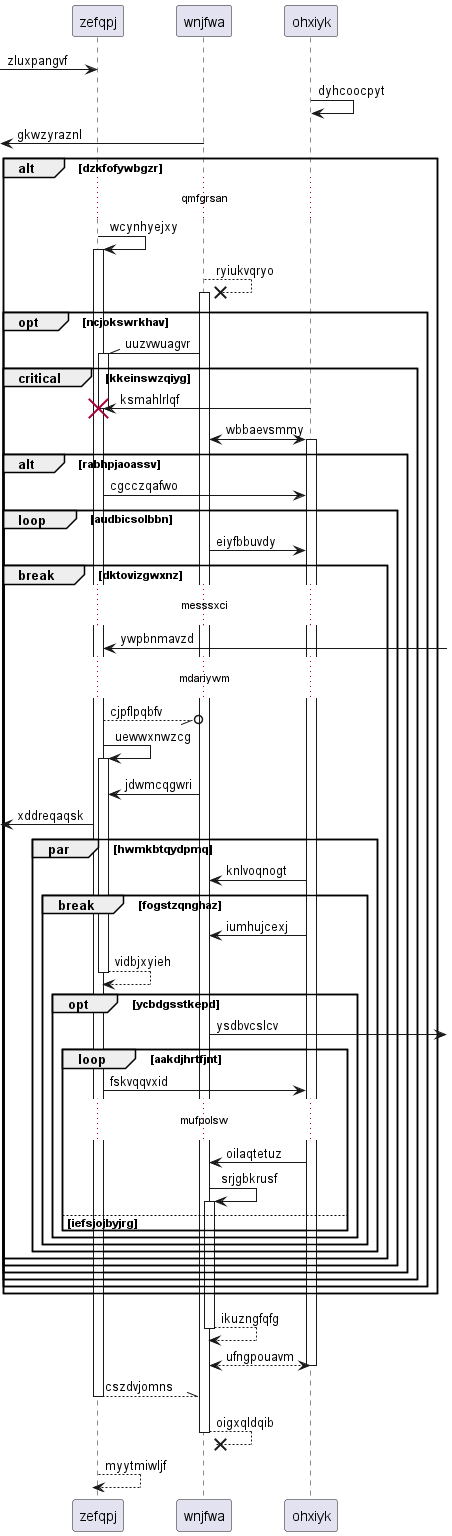 zefqpj wnjfwa ohxiyk
zluxpangvf
dyhcoocpyt
gkwzyraznl
alt [dzkfofywbgzr]
qmfgrsan
wcynhyejxy
ryiukvqryo
opt [ncjokswrkhav]
uuzvwuagvr
critical [kkeinswzqiyg]
ksmahlrlqf
wbbaevsmmy
alt [rabhpjaoassv]
cgcczqafwo
loop [audbicsolbbn]
eiyfbbuvdy
break [dktovizgwxnz]
messsxci
ywpbnmavzd
mdariywm
cjpflpqbfv
uewwxnwzcg
jdwmcqgwri
xddreqaqsk
par [hwmkbtqydpmq]
knlvoqnogt
break [fogstzqnghaz]
iumhujcexj
vidbjxyieh
opt [ycbdgsstkepd]
ysdbvcslcv
loop [aakdjhrtfjnt]
fskvqqvxid
mufpolsw
oilaqtetuz
srjgbkrusf
[iefsjojbyjrg]
ikuzngfqfg
ufngpouavm
cszdvjomns
oigxqldqib
myytmiwljf
zefqpj wnjfwa ohxiyk